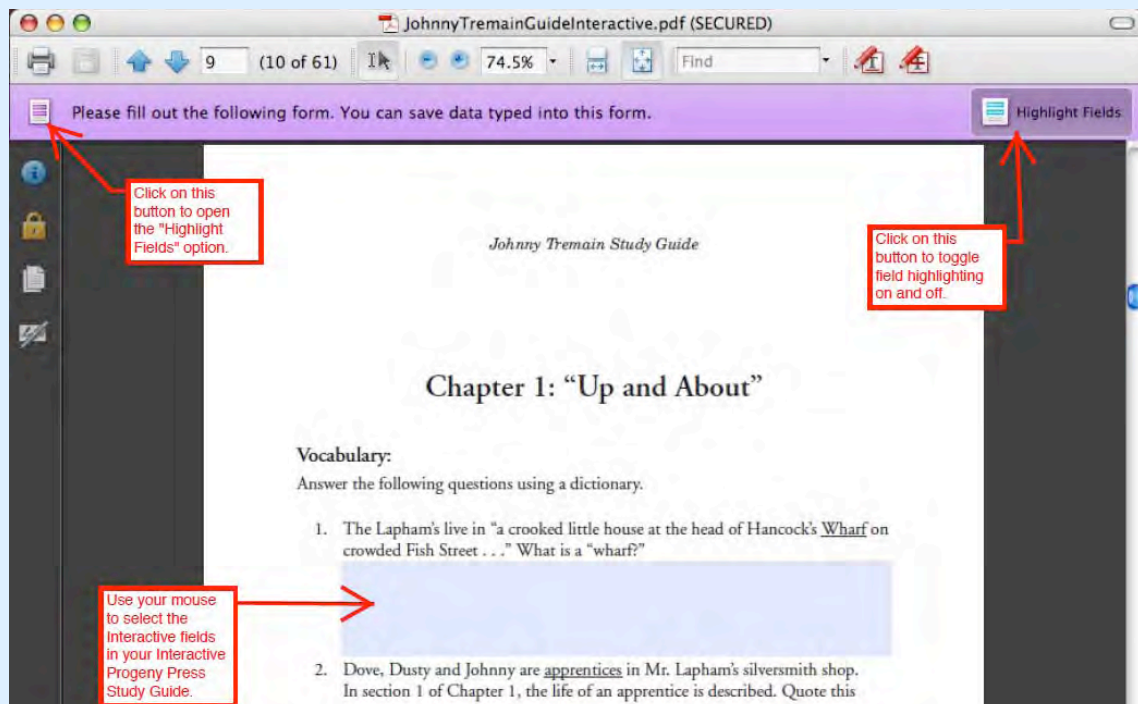 JohnnyTremainGuideInteractive.pdf (SECURED)
9 (10 of 61) 74.5% Find
Please fill out the following form. You can save data typed into this form.
Highlight Fields
Click on this
button to open
the "Highlight
Fields" option.
Johnny Tremain Study Guide
Click on this
button to toggle
field highlighting
on and off.
Chapter 1: “Up and About”
Vocabulary:
Answer the following questions using a dictionary.
1. The Lapham’s live in “a crooked little house at the head of Hancock’s Wharf on
crowded Fish Street . . .” What is a “wharf?”
Use your mouse
to select the
Interactive fields
in your Interactive
Progeny Press
Study Guide.
2. Dove, Dusty and Johnny are apprentices in Mr. Lapham’s silversmith shop.
In section 1 of Chapter 1, the life of an apprentice is described. Quote this